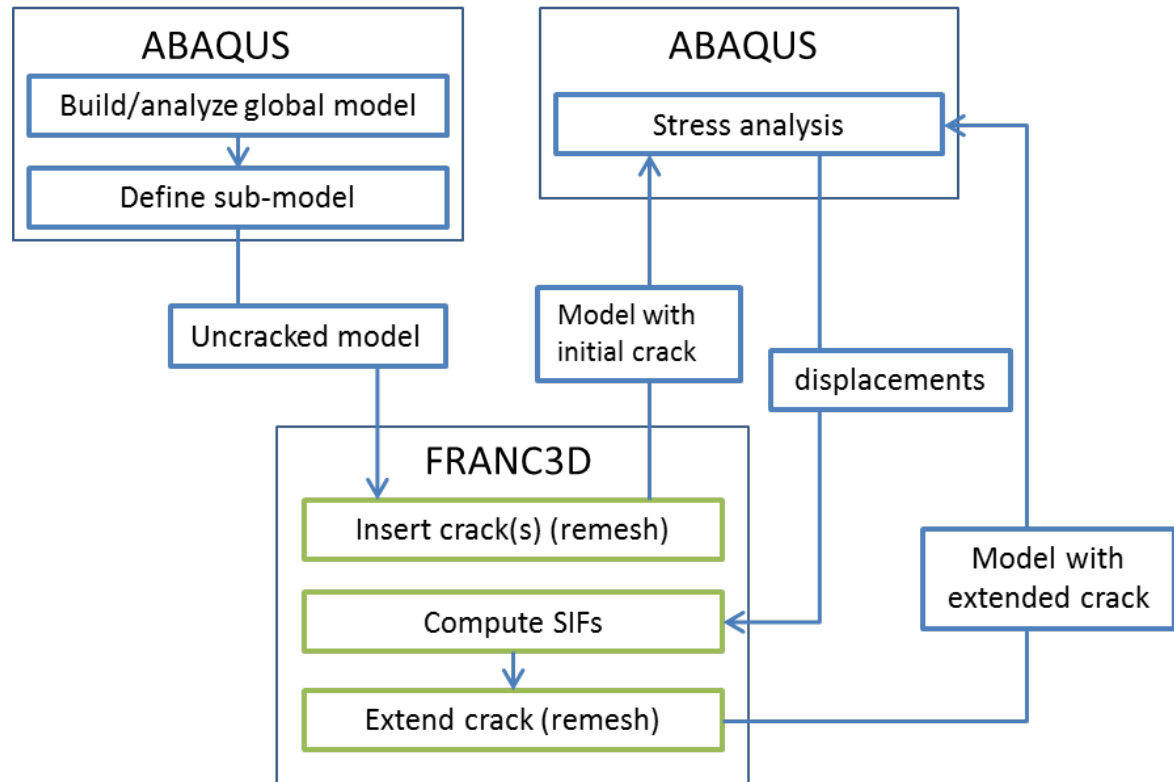 ABAQUS
Build/analyze global model
Define sub-model
Uncracked model
ABAQUS
Stress analysis
Model with
initial crack
displacements
FRANC3D
Insert crack(s) (remesh)
Compute SIFs
Extend crack (remesh)
Model with
extended crack